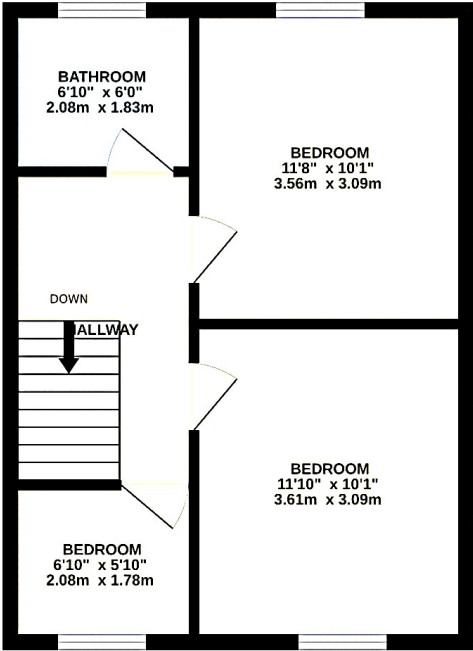 BATHROOM
6'10" x 6'0"
2.08m x 1.83m
BEDROOM
11'8" x 10'1"
3.56m x 3.09m
DOWN
HALLWAY
BEDROOM
11'10" x 10'1"
3.61m x 3.09m
BEDROOM
6'10" x 5'10"
2.08m x 1.78m